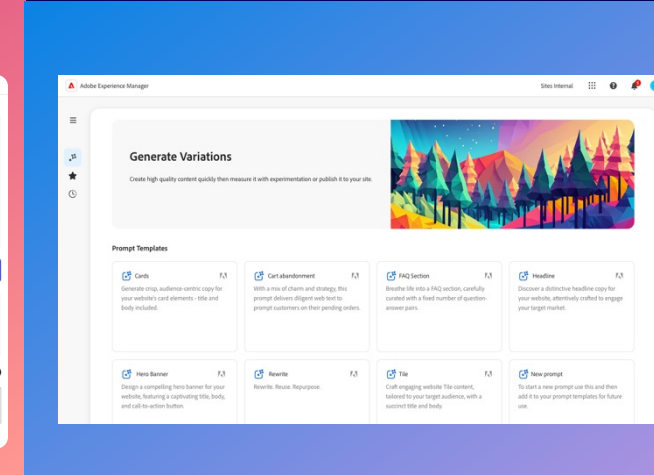 Adobe Experience Manager
Sites Internal
Generate Variations
Create high quality content quickly then measure it with experimentation or publish it to your site.
Prompt Templates
Cards
Generate crisp, audience-centric copy for
your website's card elements - title and
body included.
Cart abandonment
With a mix of charm and strategy, this
prompt delivers diligent web text to
prompt customers on their pending orders.
FAQ Section
Breathe life into a FAQ section, carefully
curated with a fixed number of question-
answer pairs.
Headline
Discover a distinctive headline copy for
your website, attentively crafted to engage
your target market.
Hero Banner
Design a compelling hero banner for your
website, featuring a captivating title, body,
and call-to-action button.
Rewrite
Rewrite. Reuse. Repurpose.
Tile
Craft engaging website Tile content,
tailored to your target audience, with a
succinct title and body.
New prompt
To start a new prompt use this and then
add it to your prompt templates for future
use.